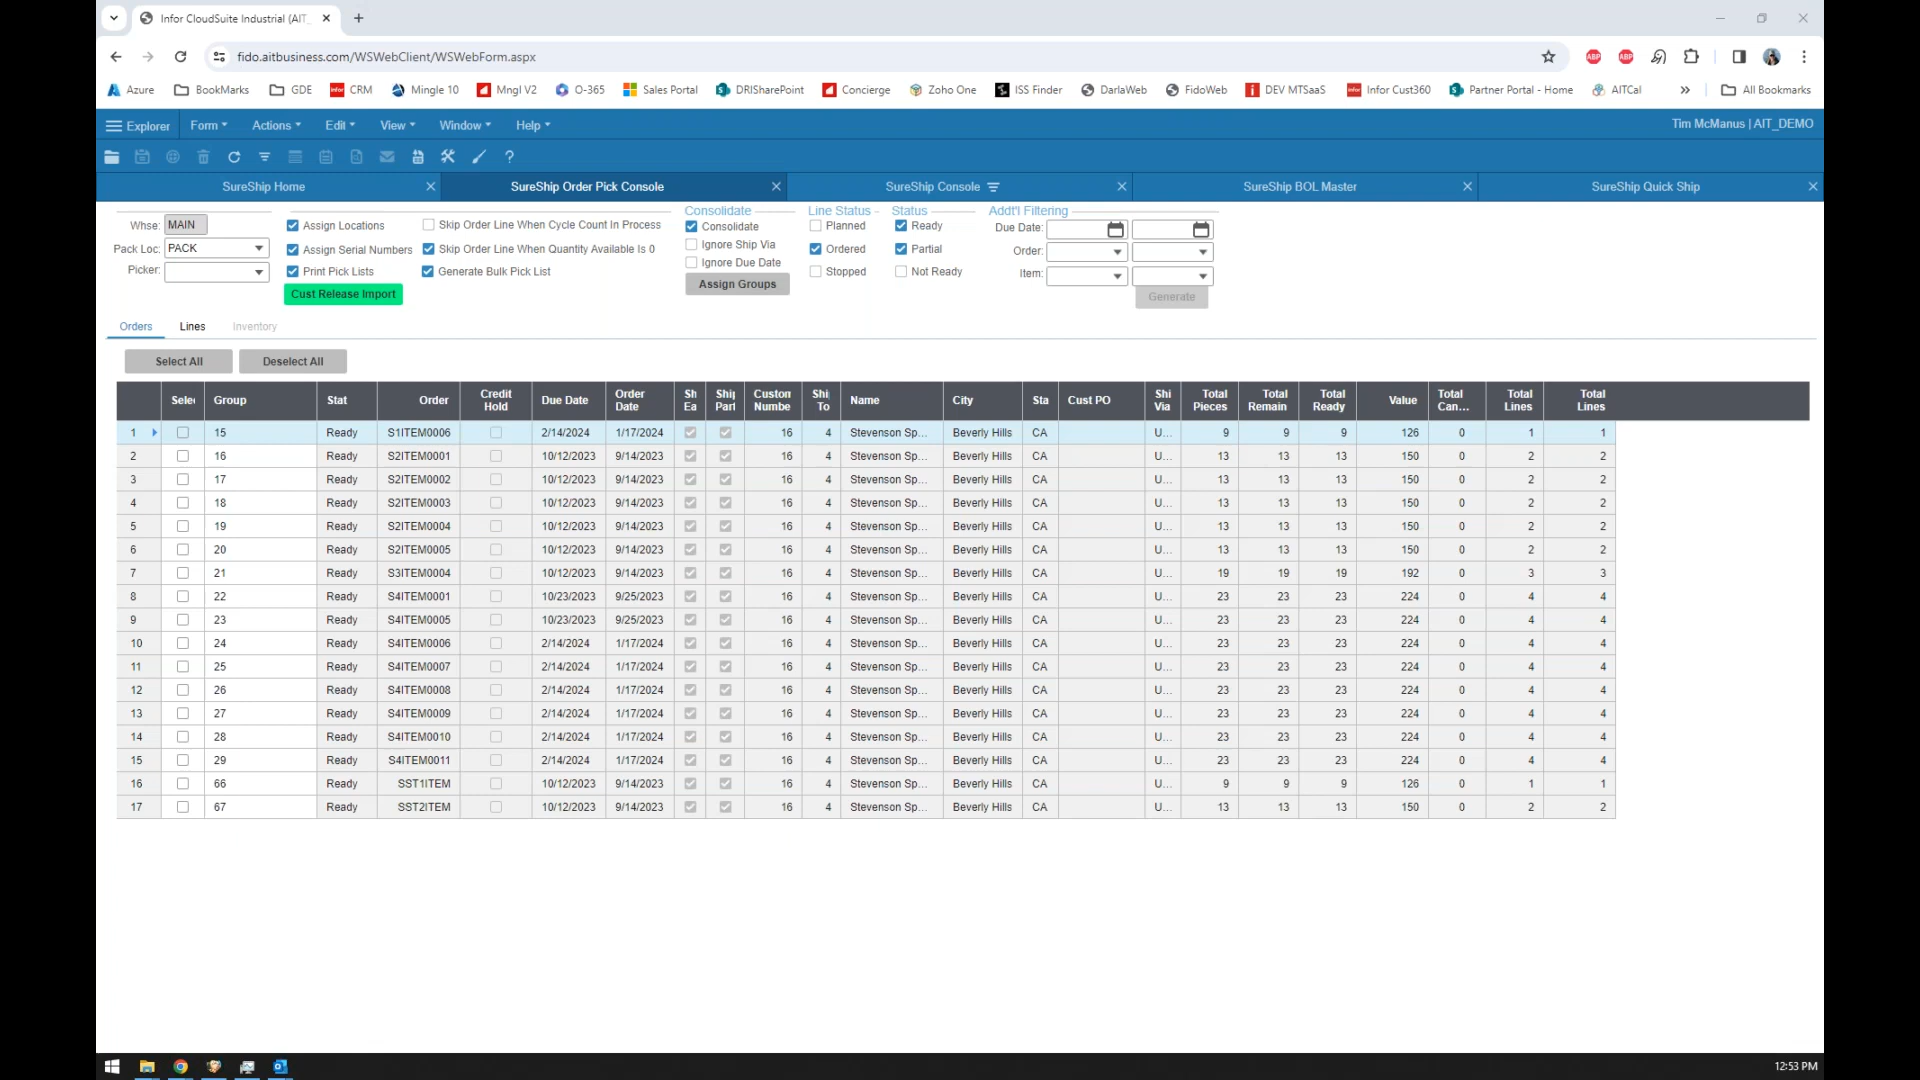 Infor CloudSuite Industrial (AIT_
fido.aitbusiness.com/WSWebClient/WSWebForm.aspx
ABP ABP
Azure BookMarks GDE CRM Mingle 10 Mngl V2 O-365 Sales Portal DRISharePoint Concierge Zoho One ISS Finder DarlaWeb FidoWeb DEV MTSaaS Infor Cust360 Partner Portal - Home AITCal » All Bookmarks
Explorer Form Actions Edit View Window Help Tim McManus | AIT_DEMO
SureShip Home SureShip Order Pick Console SureShip Console SureShip BOL Master SureShip Quick Ship
Consolidate Line Status Status Addt'l Filtering
Whse: MAIN Assign Locations Skip Order Line When Cycle Count In Process Consolidate Planned Ready Due Date:
Pack Loc: PACK Assign Serial Numbers Skip Order Line When Quantity Available Is 0 Ignore Ship Via Ordered Partial Order:
Picker: Print Pick Lists Generate Bulk Pick List Ignore Due Date Stopped Not Ready Item:
Cust Release Import Assign Groups Generate
Orders Lines Inventory
Select All Deselect All
Selec Group Stat Order Credit Hold Due Date Order Date Sh Ea Ship Part Custom Numbe Ship To Name City Sta Cust PO Shi Via Total Pieces Total Remain Total Ready Value Total Can... Total Lines Total Lines
1 15 Ready S1ITEM0006 2/14/2024 1/17/2024 16 4 Stevenson Sp... Beverly Hills CA U... 9 9 9 126 0 1 1
2 16 Ready S2ITEM0001 10/12/2023 9/14/2023 16 4 Stevenson Sp... Beverly Hills CA U... 13 13 13 150 0 2 2
3 17 Ready S2ITEM0002 10/12/2023 9/14/2023 16 4 Stevenson Sp... Beverly Hills CA U... 13 13 13 150 0 2 2
4 18 Ready S2ITEM0003 10/12/2023 9/14/2023 16 4 Stevenson Sp... Beverly Hills CA U... 13 13 13 150 0 2 2
5 19 Ready S2ITEM0004 10/12/2023 9/14/2023 16 4 Stevenson Sp... Beverly Hills CA U... 13 13 13 150 0 2 2
6 20 Ready S2ITEM0005 10/12/2023 9/14/2023 16 4 Stevenson Sp... Beverly Hills CA U... 13 13 13 150 0 2 2
7 21 Ready S3ITEM0004 10/12/2023 9/14/2023 16 4 Stevenson Sp... Beverly Hills CA U... 19 19 19 192 0 3 3
8 22 Ready S4ITEM0001 10/23/2023 9/25/2023 16 4 Stevenson Sp... Beverly Hills CA U... 23 23 23 224 0 4 4
9 23 Ready S4ITEM0005 10/23/2023 9/25/2023 16 4 Stevenson Sp... Beverly Hills CA U... 23 23 23 224 0 4 4
10 24 Ready S4ITEM0006 2/14/2024 1/17/2024 16 4 Stevenson Sp... Beverly Hills CA U... 23 23 23 224 0 4 4
11 25 Ready S4ITEM0007 2/14/2024 1/17/2024 16 4 Stevenson Sp... Beverly Hills CA U... 23 23 23 224 0 4 4
12 26 Ready S4ITEM0008 2/14/2024 1/17/2024 16 4 Stevenson Sp... Beverly Hills CA U... 23 23 23 224 0 4 4
13 27 Ready S4ITEM0009 2/14/2024 1/17/2024 16 4 Stevenson Sp... Beverly Hills CA U... 23 23 23 224 0 4 4
14 28 Ready S4ITEM0010 2/14/2024 1/17/2024 16 4 Stevenson Sp... Beverly Hills CA U... 23 23 23 224 0 4 4
15 29 Ready S4ITEM0011 2/14/2024 1/17/2024 16 4 Stevenson Sp... Beverly Hills CA U... 23 23 23 224 0 4 4
16 66 Ready SST1ITEM 10/12/2023 9/14/2023 16 4 Stevenson Sp... Beverly Hills CA U... 9 9 9 126 0 1 1
17 67 Ready SST2ITEM 10/12/2023 9/14/2023 16 4 Stevenson Sp... Beverly Hills CA U... 13 13 13 150 0 2 2
12:53 PM